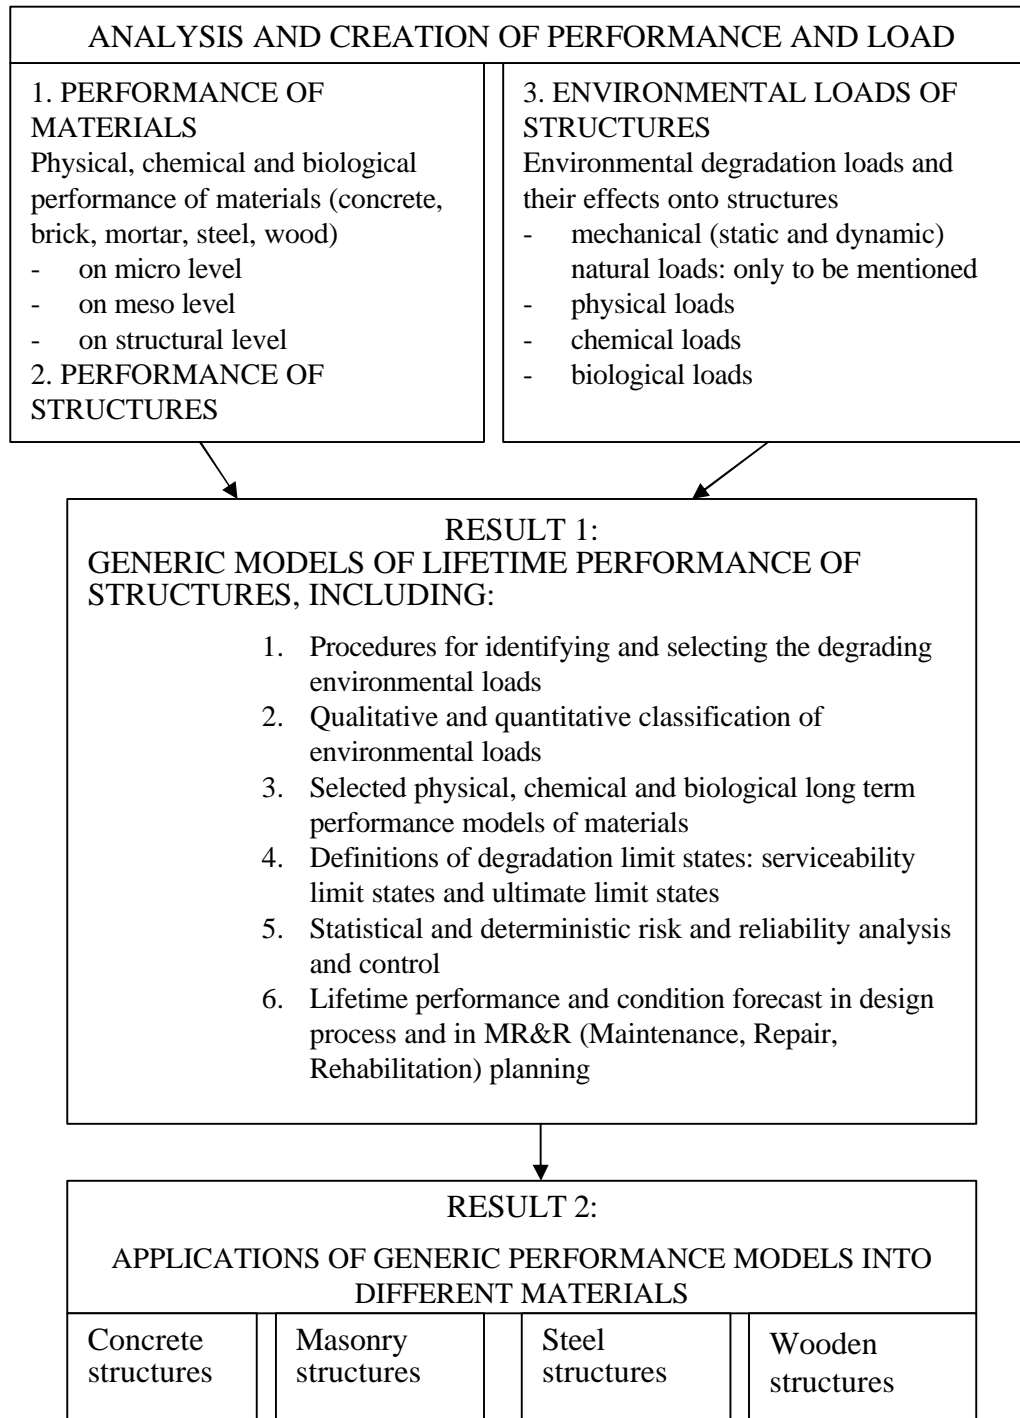 ANALYSIS AND CREATION OF PERFORMANCE AND LOAD
1. PERFORMANCE OF
MATERIALS
Physical, chemical and biological
performance of materials (concrete,
brick, mortar, steel, wood)
- on micro level
- on meso level
- on structural level
2. PERFORMANCE OF
STRUCTURES
3. ENVIRONMENTAL LOADS OF
STRUCTURES
Environmental degradation loads and
their effects onto structures
- mechanical (static and dynamic)
natural loads: only to be mentioned
- physical loads
- chemical loads
- biological loads
RESULT 1:
GENERIC MODELS OF LIFETIME PERFORMANCE OF
STRUCTURES, INCLUDING:
1. Procedures for identifying and selecting the degrading
environmental loads
2. Qualitative and quantitative classification of
environmental loads
3. Selected physical, chemical and biological long term
performance models of materials
4. Definitions of degradation limit states: serviceability
limit states and ultimate limit states
5. Statistical and deterministic risk and reliability analysis
and control
6. Lifetime performance and condition forecast in design
process and in MR&R (Maintenance, Repair,
Rehabilitation) planning
RESULT 2:
APPLICATIONS OF GENERIC PERFORMANCE MODELS INTO
DIFFERENT MATERIALS
Concrete
structures
Masonry
structures
Steel
structures
Wooden
structures